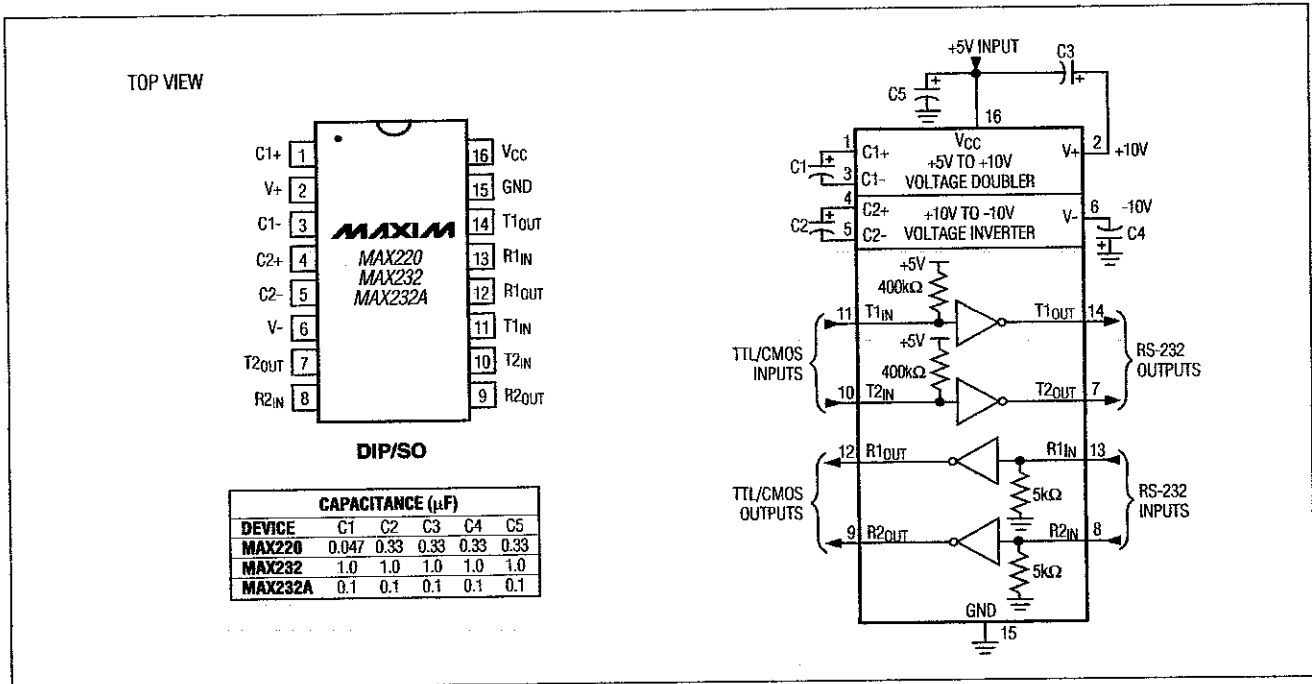 TOP VIEW
C1+ 1
V+ 2
C1- 3
C2+ 4
C2- 5
V- 6
T2OUT 7
R2IN 8
16 VCC
15 GND
14 T1OUT
13 R1IN
12 R1OUT
11 T1IN
10 T2IN
9 R2OUT
MAXIM
MAX220
MAX232
MAX232A
DIP/SO
CAPACITANCE (μF)
DEVICE C1 C2 C3 C4 C5
MAX220 0.047 0.33 0.33 0.33 0.33
MAX232 1.0 1.0 1.0 1.0 1.0
MAX232A 0.1 0.1 0.1 0.1 0.1
+5V INPUT
C3
+
+
C5
16
VCC
1
C1+
+5V TO +10V
V+
2
+10V
C1
+
3
C1-
VOLTAGE DOUBLER
4
C2+
+10V TO -10V
V-
6
-10V
C2
+
5
C2-
VOLTAGE INVERTER
C4
+
+5V
400kΩ
11
T1IN
T1OUT
14
+5V
TTL/CMOS
INPUTS
RS-232
OUTPUTS
400kΩ
10
T2IN
T2OUT
7
12
R1OUT
R1IN
13
TTL/CMOS
OUTPUTS
5kΩ
RS-232
INPUTS
9
R2OUT
R2IN
8
5kΩ
GND
15